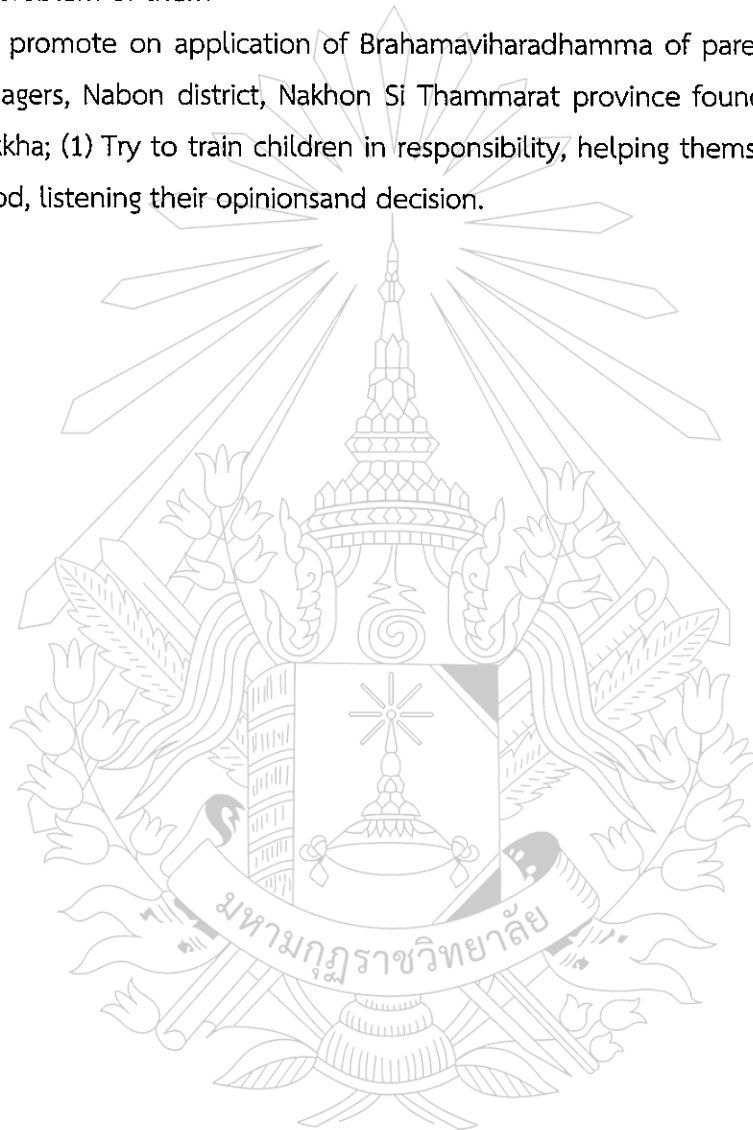 promote on application of Brahamaviharadhamma of pare
agers, Nabon district, Nakhon Si Thammarat province foun
kha; (1) Try to train children in responsibility, helping thems
od, listening their opinionsand decision.
มหามกุฏราชวิทยาลัย